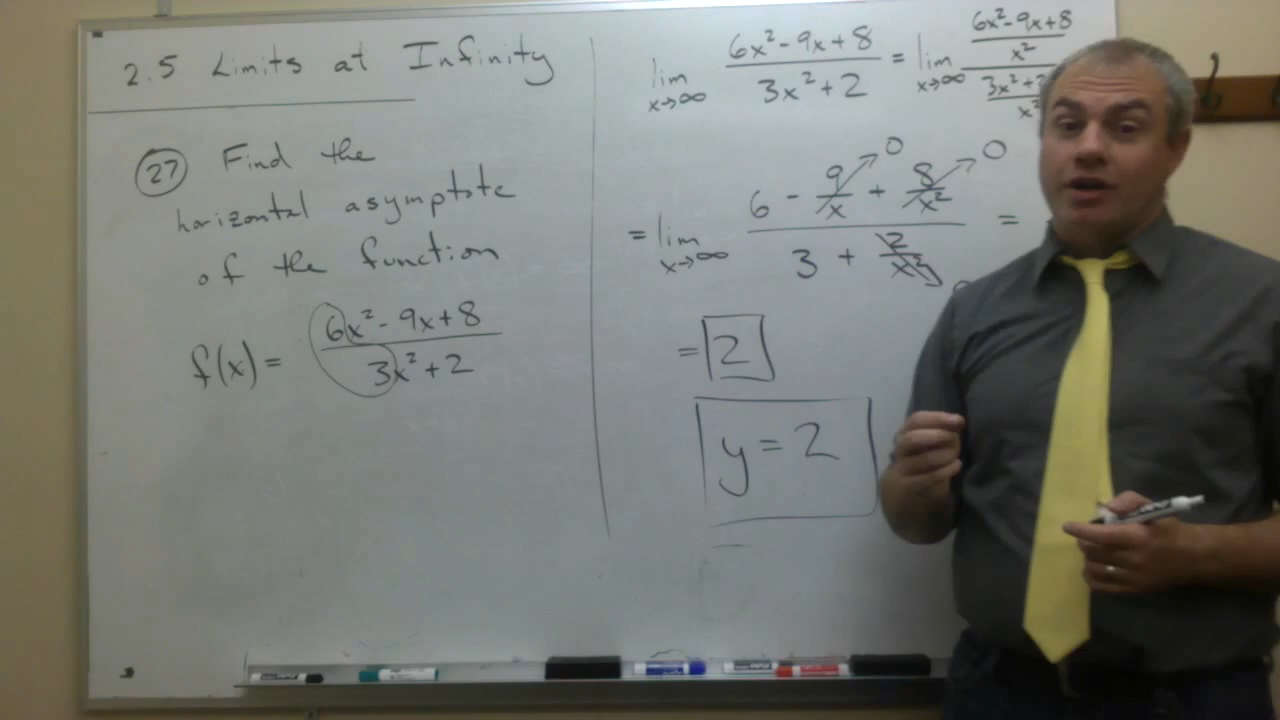 2.5 Limits at Infinity
27 Find the
horizontal asymptote
of the function
f(x) = (6x² - 9x + 8)/(3x² + 2)
lim x→∞ (6x² - 9x + 8)/(3x² + 2) = lim x→∞ ((6x² - 9x + 8)/x²)/((3x² +
= lim x→∞ (6 - 9/x → 0 + 8/x² → 0)/(3 + 2/x²) =
= 2
y = 2